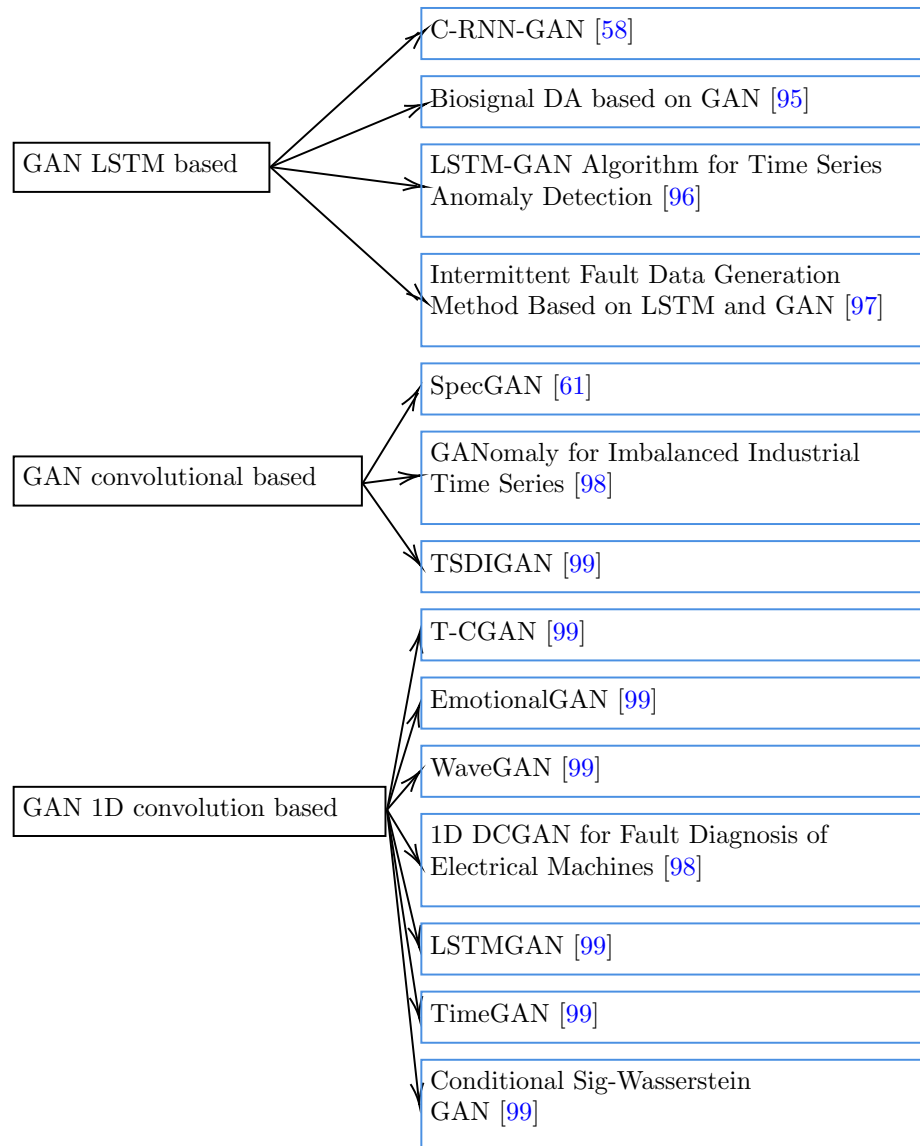 C-RNN-GAN [58]
Biosignal DA based on GAN [95]
GAN LSTM based
LSTM-GAN Algorithm for Time Series
Anomaly Detection [96]
Intermittent Fault Data Generation
Method Based on LSTM and GAN [97]
SpecGAN [61]
GAN convolutional based
GANomaly for Imbalanced Industrial
Time Series [98]
TSDIGAN [99]
T-CGAN [99]
EmotionalGAN [99]
WaveGAN [99]
GAN 1D convolution based
1D DCGAN for Fault Diagnosis of
Electrical Machines [98]
LSTMGAN [99]
TimeGAN [99]
Conditional Sig-Wasserstein
GAN [99]